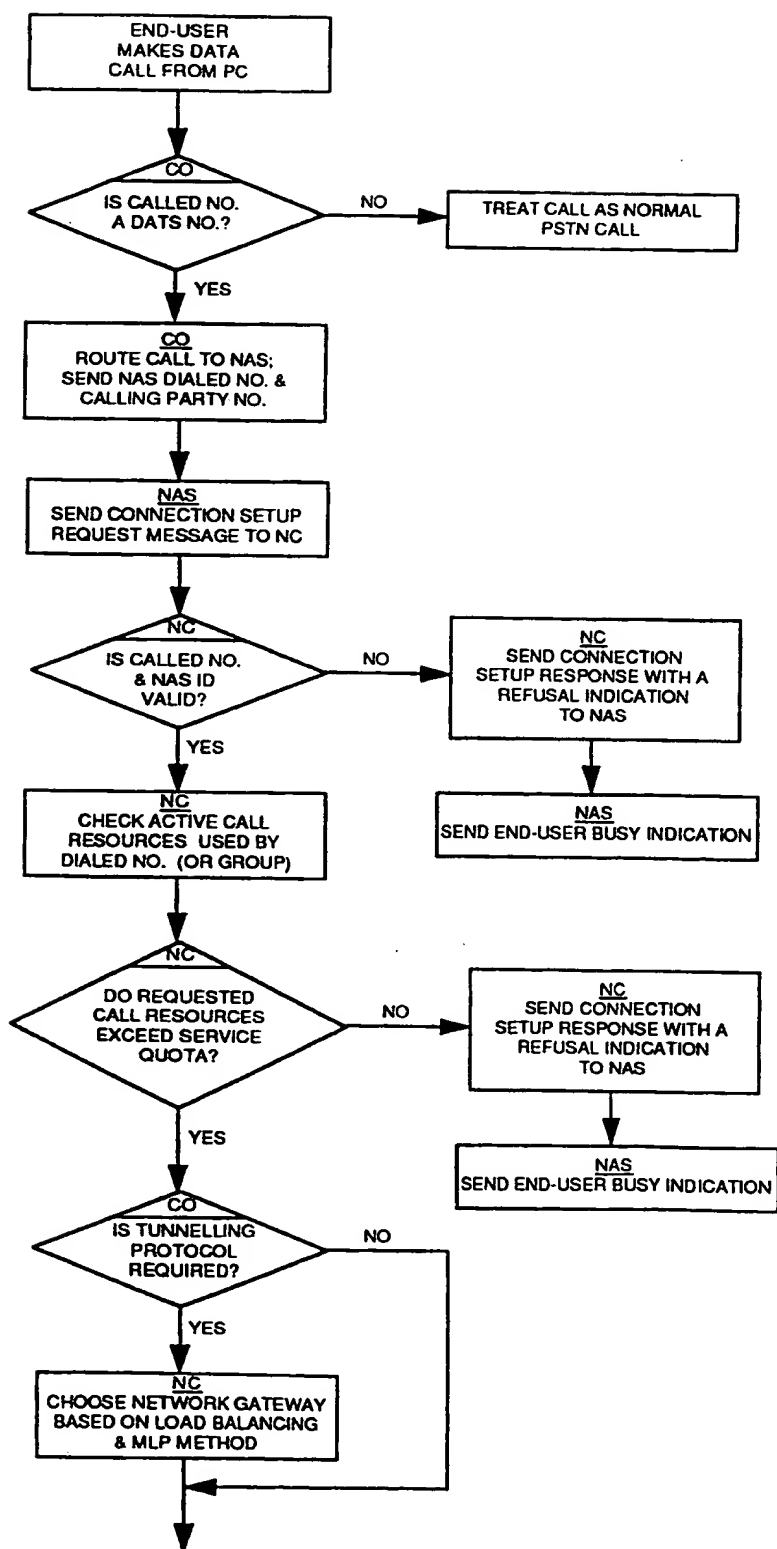 END-USER
MAKES DATA
CALL FROM PC
CO
IS CALLED NO.
A DATS NO.?
NO
TREAT CALL AS NORMAL
PSTN CALL
YES
CO
ROUTE CALL TO NAS;
SEND NAS DIALED NO. &
CALLING PARTY NO.
NAS
SEND CONNECTION SETUP
REQUEST MESSAGE TO NC
NC
IS CALLED NO.
& NAS ID
VALID?
NO
NC
SEND CONNECTION
SETUP RESPONSE WITH A
REFUSAL INDICATION
TO NAS
YES
NAS
SEND END-USER BUSY INDICATION
NC
CHECK ACTIVE CALL
RESOURCES USED BY
DIALED NO. (OR GROUP)
NC
DO REQUESTED
CALL RESOURCES
EXCEED SERVICE
QUOTA?
NO
NC
SEND CONNECTION
SETUP RESPONSE WITH A
REFUSAL INDICATION
TO NAS
YES
NAS
SEND END-USER BUSY INDICATION
CO
IS TUNNELLING
PROTOCOL
REQUIRED?
NO
YES
NC
CHOOSE NETWORK GATEWAY
BASED ON LOAD BALANCING
& MLP METHOD